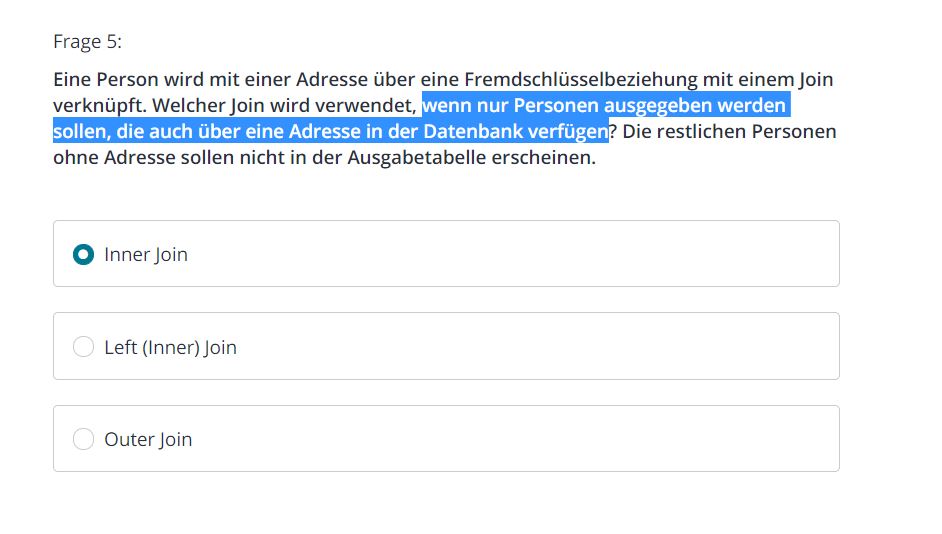 Frage 5:
Eine Person wird mit einer Adresse über eine Fremdschlüsselbeziehung mit einem Join
verknüpft. Welcher Join wird verwendet, wenn nur Personen ausgegeben werden
sollen, die auch über eine Adresse in der Datenbank verfügen? Die restlichen Personen
ohne Adresse sollen nicht in der Ausgabetabelle erscheinen.
Inner Join
Left (Inner) Join
Outer Join